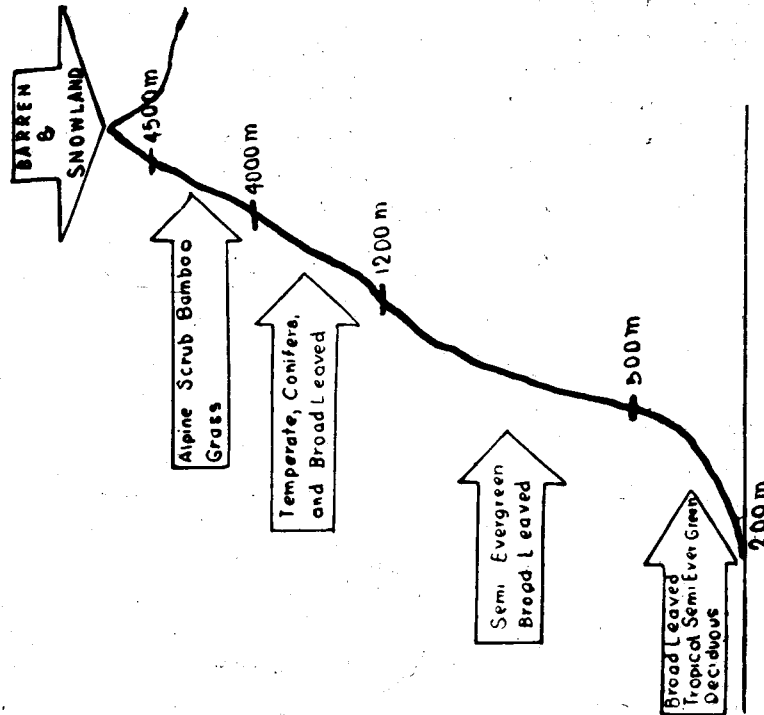 BARREN
&
SNOWLAND
4500m
4000m
Alpine Scrub Bamboo
Grass
1200m
Temperate, Conifers,
and Broad Leaved
500m
Semi Evergreen
Broad Leaved
200m
Broad Leaved
Tropical Semi Ever Green
Deciduous